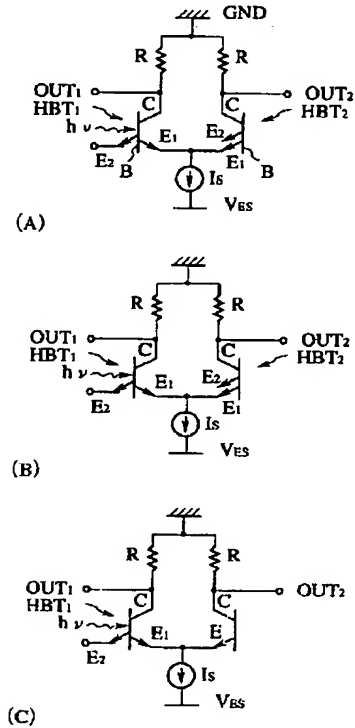 GND
R R
OUT₁ C C OUT₂
HBT₁ HBT₂
hν E₁ E₂
E₂ B E₁ B
IS
VES
(A)
R R
OUT₁ C C OUT₂
HBT₁ HBT₂
hν E₁ E₂
E₂ E₁
IS
VES
(B)
R R
OUT₁ C C OUT₂
HBT₁
hν E₁ E
E₂
IS
VES
(C)